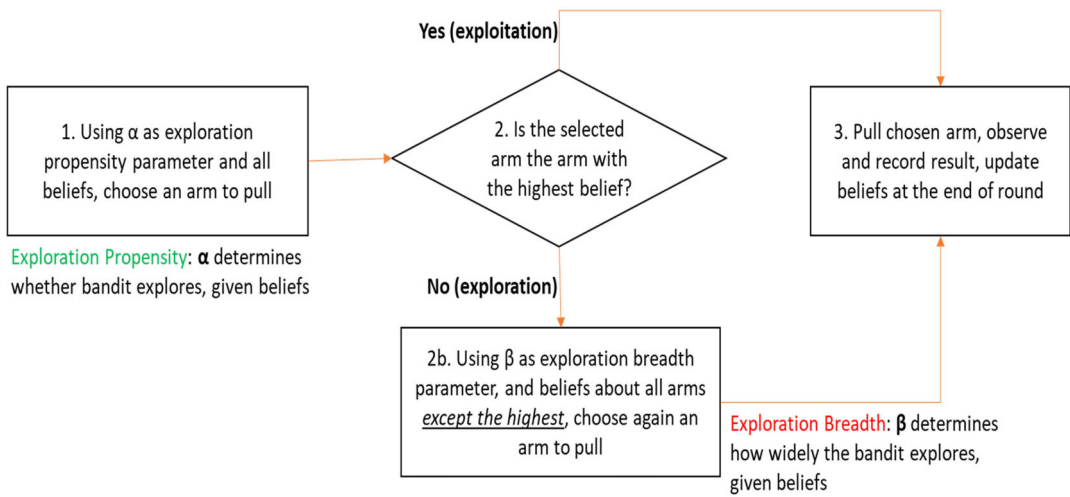 Yes (exploitation)
1. Using α as exploration
propensity parameter and all
beliefs, choose an arm to pull
2. Is the selected
arm the arm with
the highest belief?
3. Pull chosen arm, observe
and record result, update
beliefs at the end of round
Exploration Propensity: α determines
whether bandit explores, given beliefs
No (exploration)
2b. Using β as exploration breadth
parameter, and beliefs about all arms
except the highest, choose again an
arm to pull
Exploration Breadth: β determines
how widely the bandit explores,
given beliefs